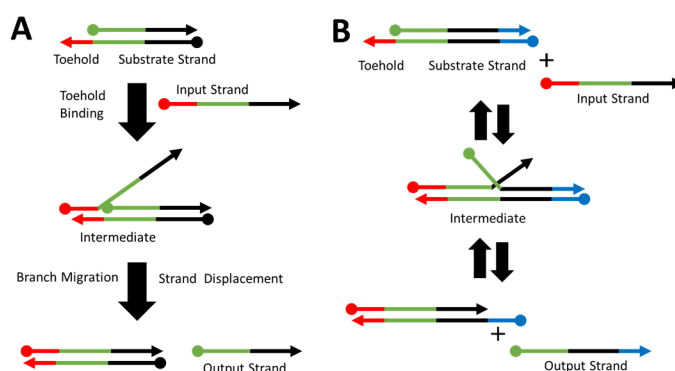 A
Toehold Substrate Strand
Toehold
Binding
Input Strand
Intermediate
Branch Migration Strand Displacement
Output Strand
B
Toehold Substrate Strand
+
Input Strand
Intermediate
+
Output Strand